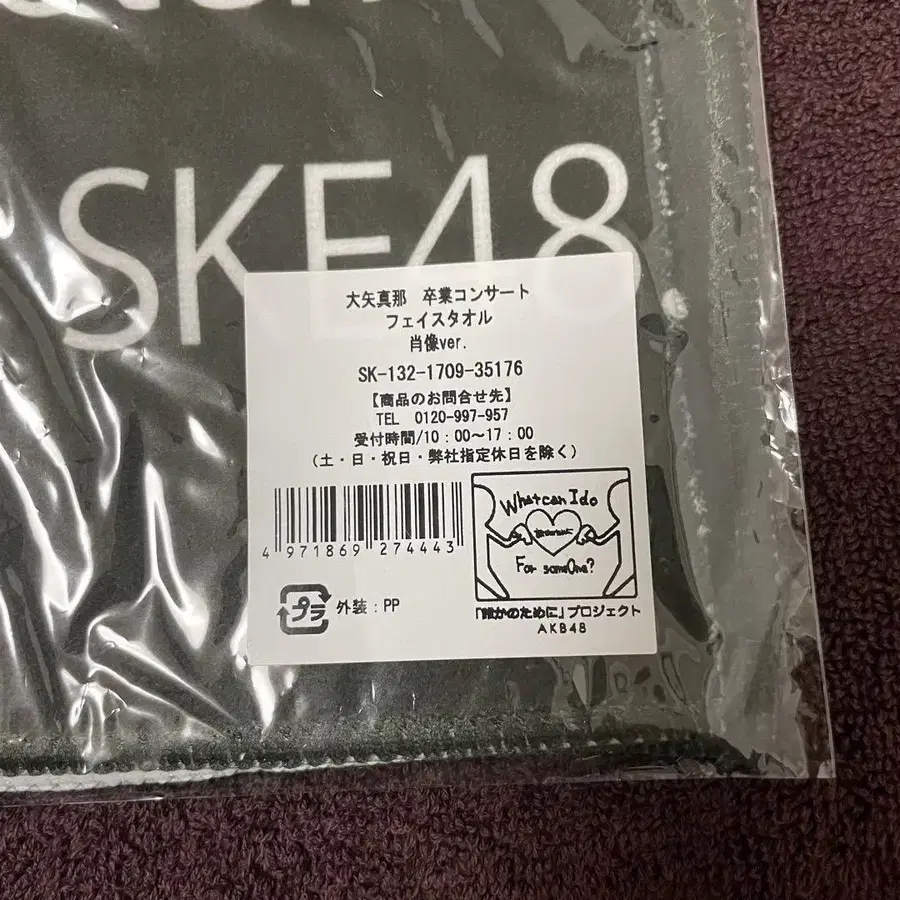 SKE48
大矢真那 卒業コンサート
フェイスタオル
肖像ver.
SK-132-1709-35176
【商品のお問合せ先】
TEL 0120-997-957
受付時間/10：00～17：00
（土・日・祝日・弊社指定休日を除く）
4 971869 274443
What can I do
For someOne?
プラ 外装：PP
「誰かのために」プロジェクト
AKB48